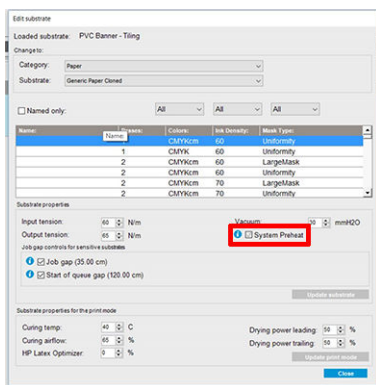 Edit substrate
Loaded substrate: PVC Banner - Tiling
Change to:
Category: Paper
Substrate: Generic Paper Cloned
Named only: All All All
Name: Passes: Colors: Ink Density: Mask Type:
Name:
CMYKcm 60 Uniformity
1 CMYK 60 Uniformity
2 CMYKcm 60 LargeMask
2 CMYKcm 70 LargeMask
2 CMYKcm 70 Uniformity
Substrate properties
Input tension: 60 N/m Vacuum: 30 mmH2O
Output tension: 65 N/m System Preheat
Job gap controls for sensitive substrates
Job gap (35.00 cm)
Start of queue gap (120.00 cm)
Update substrate
Substrate properties for the print mode
Curing temp: 40 C Drying power leading: 50 %
Curing airflow: 65 % Drying power trailing: 50 %
HP Latex Optimizer: 0 % Update print mode
Close